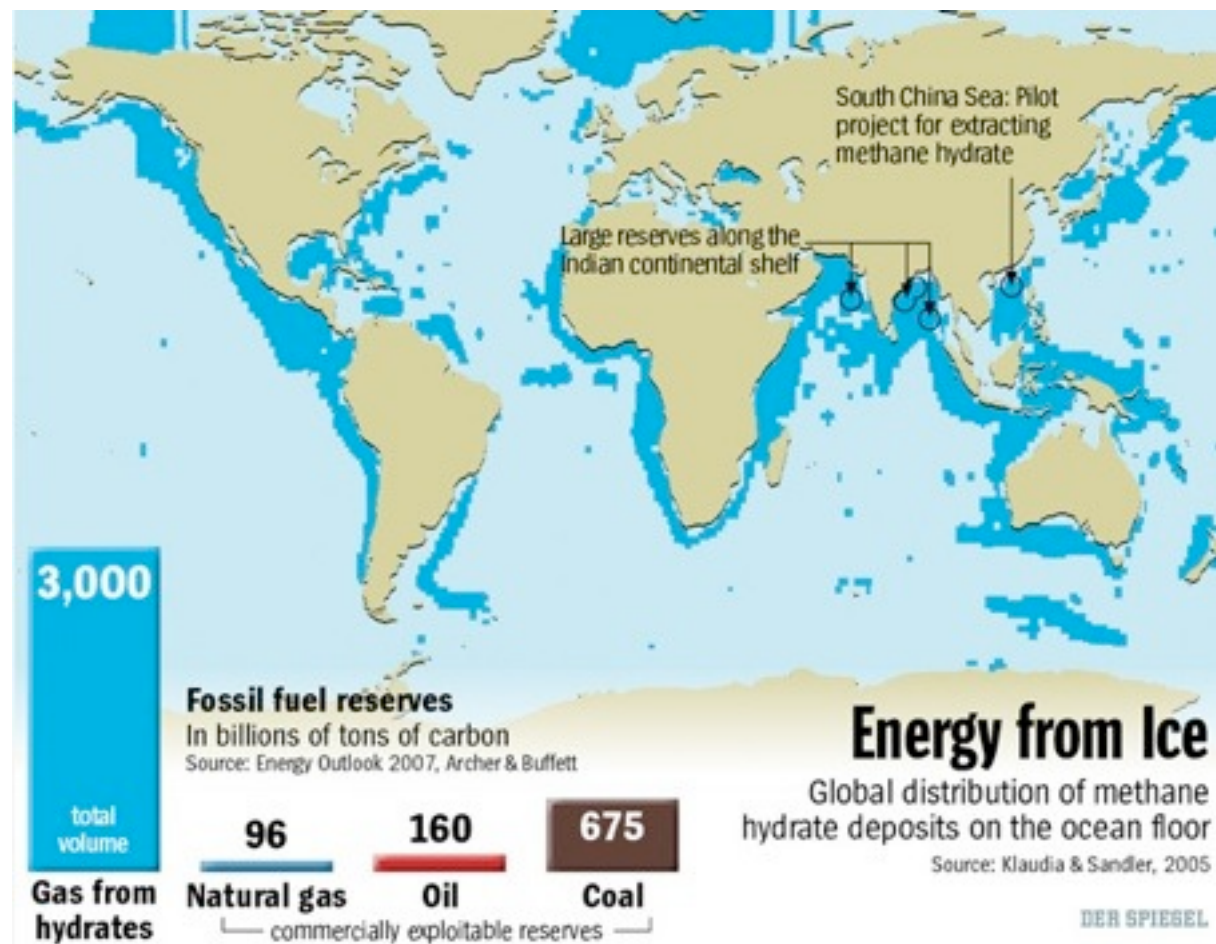 South China Sea: Pilot
project for extracting
methane hydrate
Large reserves along the
Indian continental shelf
3,000
total
volume
Gas from
hydrates
Fossil fuel reserves
In billions of tons of carbon
Source: Energy Outlook 2007, Archer & Buffett
96
Natural gas
160
Oil
675
Coal
commercially exploitable reserves
Energy from Ice
Global distribution of methane
hydrate deposits on the ocean floor
Source: Klaudia & Sandler, 2005
DER SPIEGEL